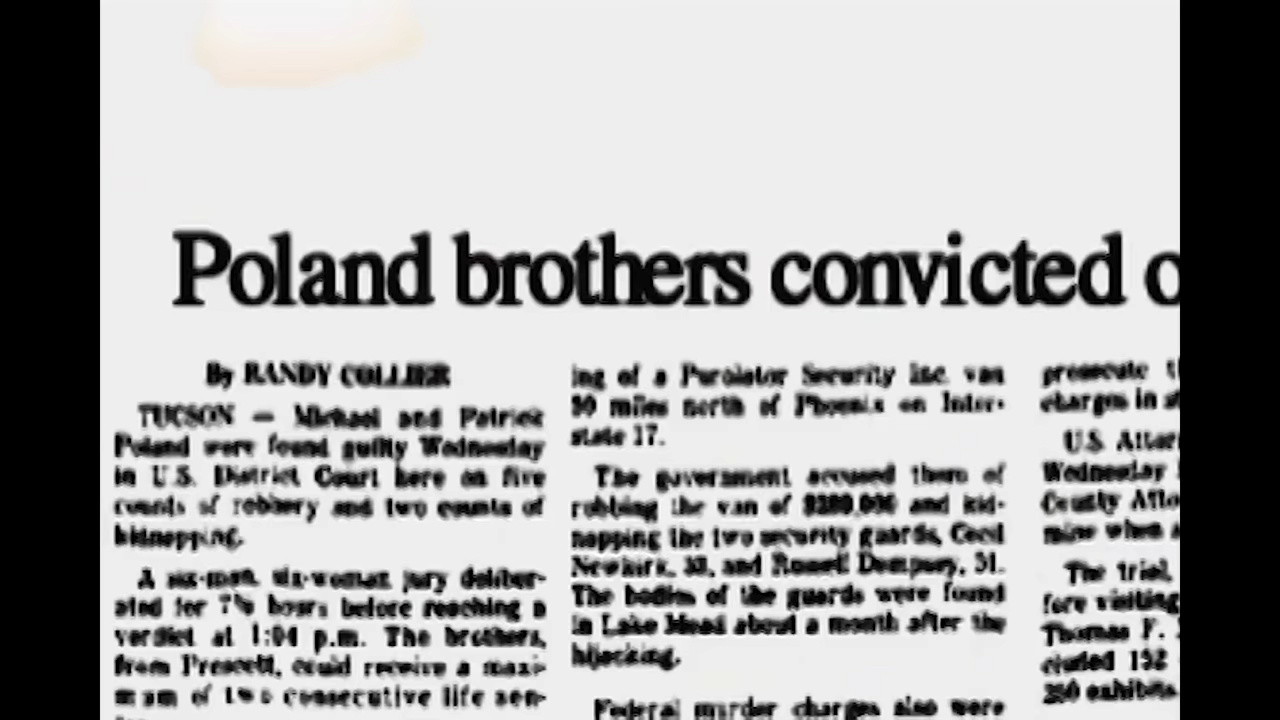 Poland brothers convicted o
By RANDY COLLIER
TUCSON — Michael and Patrick
Poland were found guilty Wednesday
in U.S. District Court here on five
counts of robbery and two counts of
kidnapping.
A six-man, six-woman jury deliber-
ated for 7½ hours before reaching a
verdict at 1:04 p.m. The brothers,
from Prescott, could receive a maxi-
mum of two consecutive life sen-
ing of a Purolator Security Inc. van
miles north of Phoenix on Inter-
state 17.
The government accused them of
robbing the van of and kid-
napping the two security guards, Cecil
Newkirk, and Russell Dempsey, 31.
The bodies of the guards were found
in Lake Mead about a month after the
hijacking.
Federal murder charges also were
prosecute t
charges in s
U.S. Attor
Wednesday
County Atto
mine when a
The trial,
fore visiting
Thomas F.
cluded 152
250 exhibits